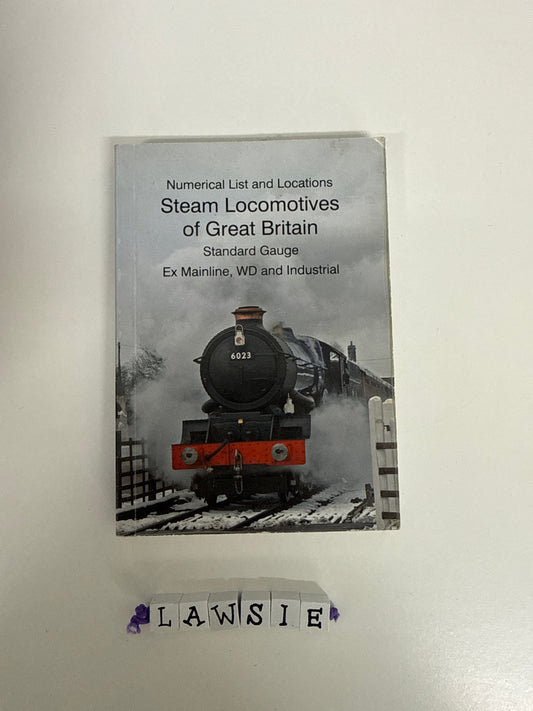 Numerical List and Locations
Steam Locomotives
of Great Britain
Standard Gauge
Ex Mainline, WD and Industrial
6023
LAWSIE